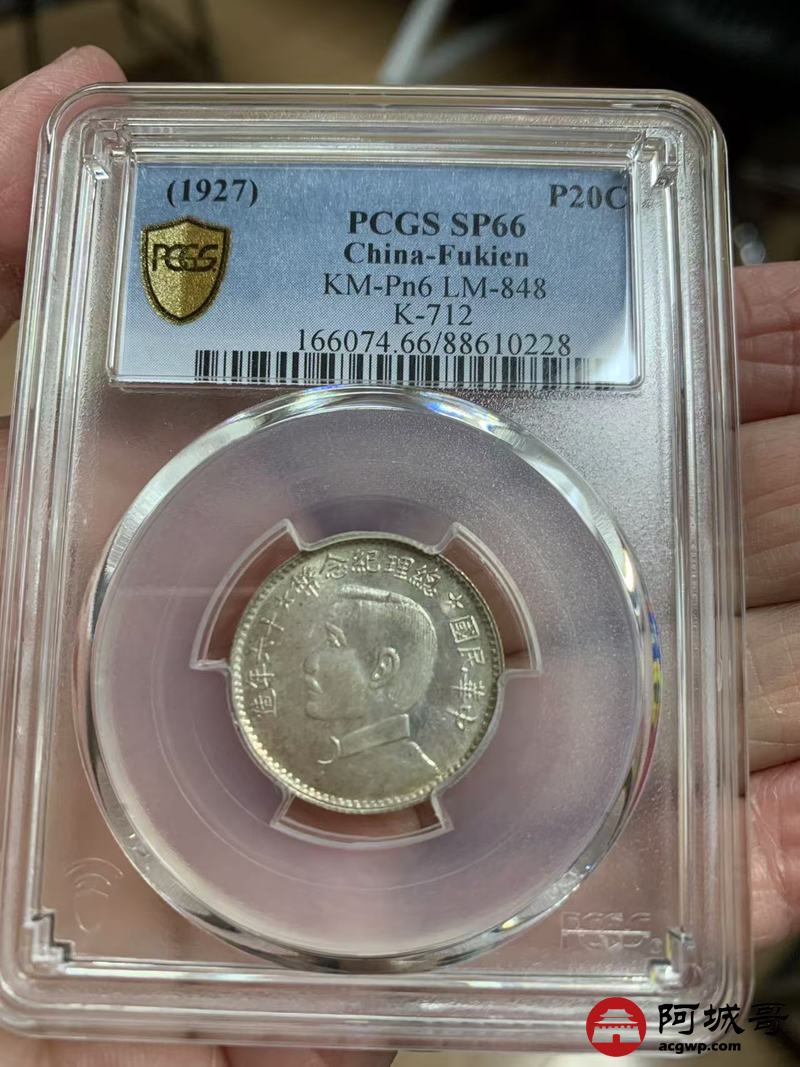 (1927)
P20C
PCGS SP66
PCGS
China-Fukien
KM-Pn6 LM-848
K-712
166074.66/88610228
中華民國☆總理紀念幣☆十六年造
PCGS
阿城哥
acgwp.com